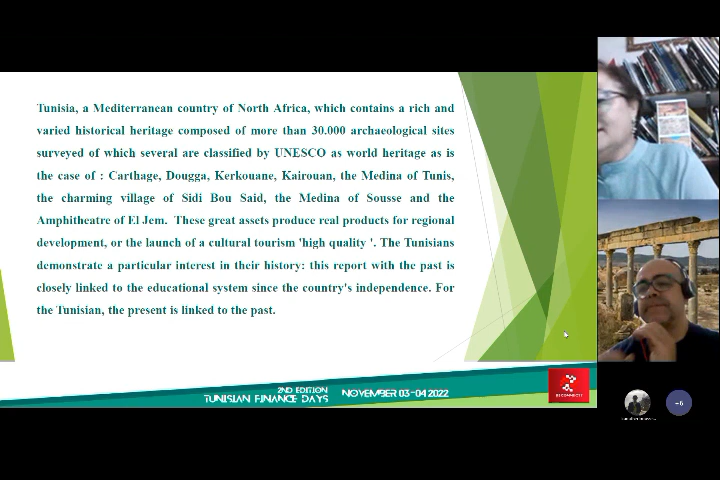 Tunisia, a Mediterranean country of North Africa, which contains a rich and
varied historical heritage composed of more than 30.000 archaeological sites
surveyed of which several are classified by UNESCO as world heritage as is
the case of : Carthage, Dougga, Kerkouane, Kairouan, the Medina of Tunis,
the charming village of Sidi Bou Said, the Medina of Sousse and the
Amphitheatre of El Jem. These great assets produce real products for regional
development, or the launch of a cultural tourism 'high quality '. The Tunisians
demonstrate a particular interest in their history: this report with the past is
closely linked to the educational system since the country's independence. For
the Tunisian, the present is linked to the past.
2ND EDITION
TUNISIAN FINANCE DAYS
NOVEMBER 03-04 2022
+6